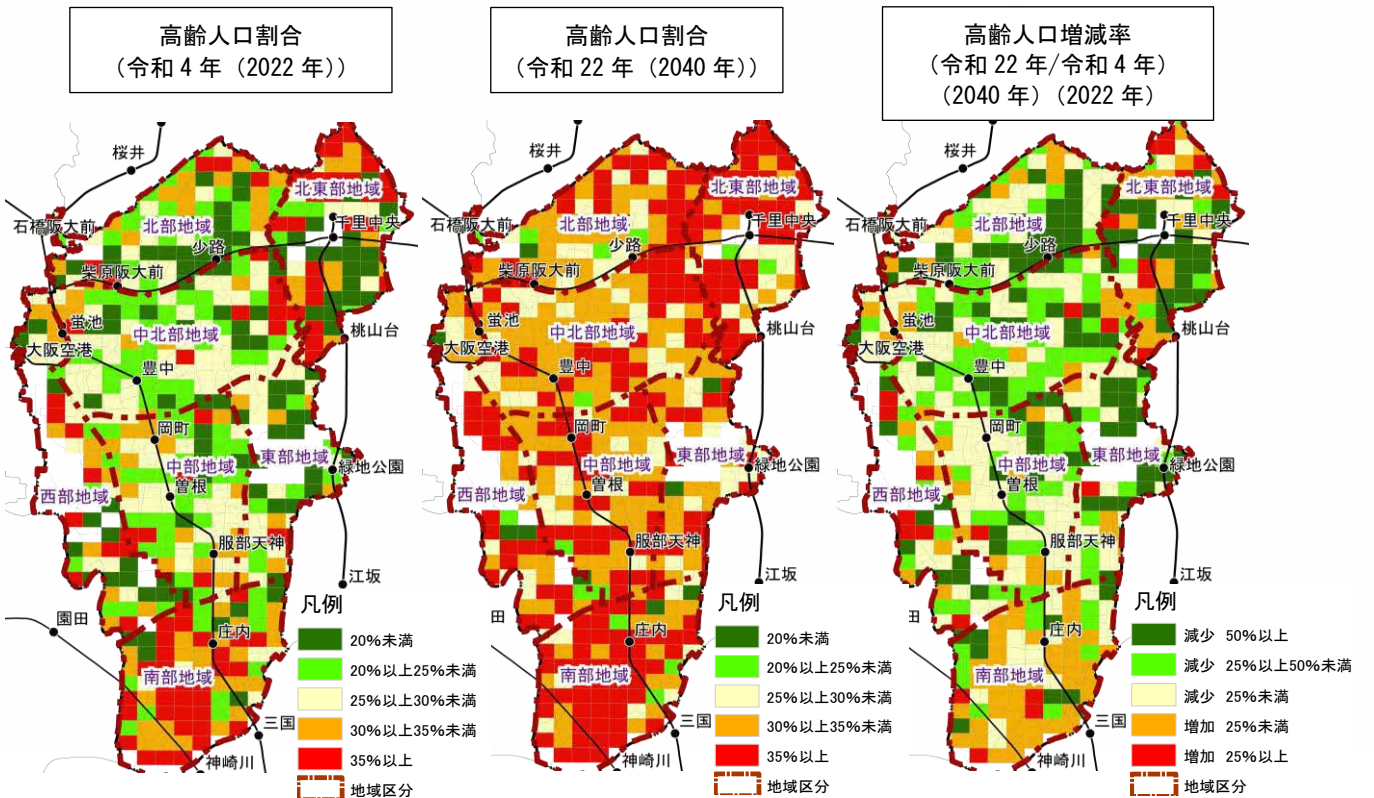 高齢人口割合
（令和４年（2022 年））
桜井
石橋阪大前
北東部地域
千里中央
北部地域
少路
柴原阪大前
蛍池
中北部地域
大阪空港
桃山台
豊中
岡町
中部地域
東部地域
緑地公園
曽根
西部地域
服部天神
江坂
園田
庄内
南部地域
三国
神崎川
凡例
20%未満
20%以上25%未満
25%以上30%未満
30%以上35%未満
35%以上
地域区分
高齢人口割合
（令和 22 年（2040 年））
桜井
石橋阪大前
北東部地域
千里中央
北部地域
少路
柴原阪大前
蛍池
中北部地域
大阪空港
桃山台
豊中
岡町
中部地域
東部地域
緑地公園
曽根
西部地域
服部天神
江坂
田
庄内
南部地域
三国
神崎川
凡例
20%未満
20%以上25%未満
25%以上30%未満
30%以上35%未満
35%以上
地域区分
高齢人口増減率
（令和 22 年/令和４年）
（2040 年）（2022 年）
桜井
石橋阪大前
北東部地域
千里中央
北部地域
少路
柴原阪大前
蛍池
中北部地域
大阪空港
桃山台
豊中
岡町
中部地域
東部地域
緑地公園
曽根
西部地域
服部天神
江坂
田
庄内
南部地域
三国
神崎川
凡例
減少 50%以上
減少 25%以上50%未満
減少 25%未満
増加 25%未満
増加 25%以上
地域区分